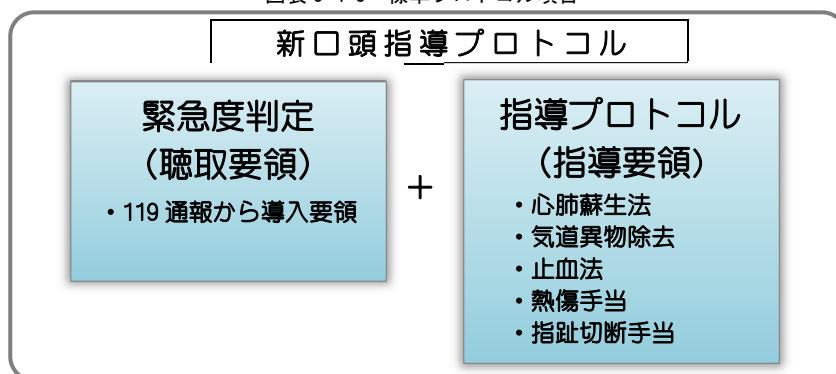 新口頭指導プロトコル
緊急度判定
(聴取要領)
・119 通報から導入要領
+
指導プロトコル
(指導要領)
・心肺蘇生法
・気道異物除去
・止血法
・熱傷手当
・指趾切断手当